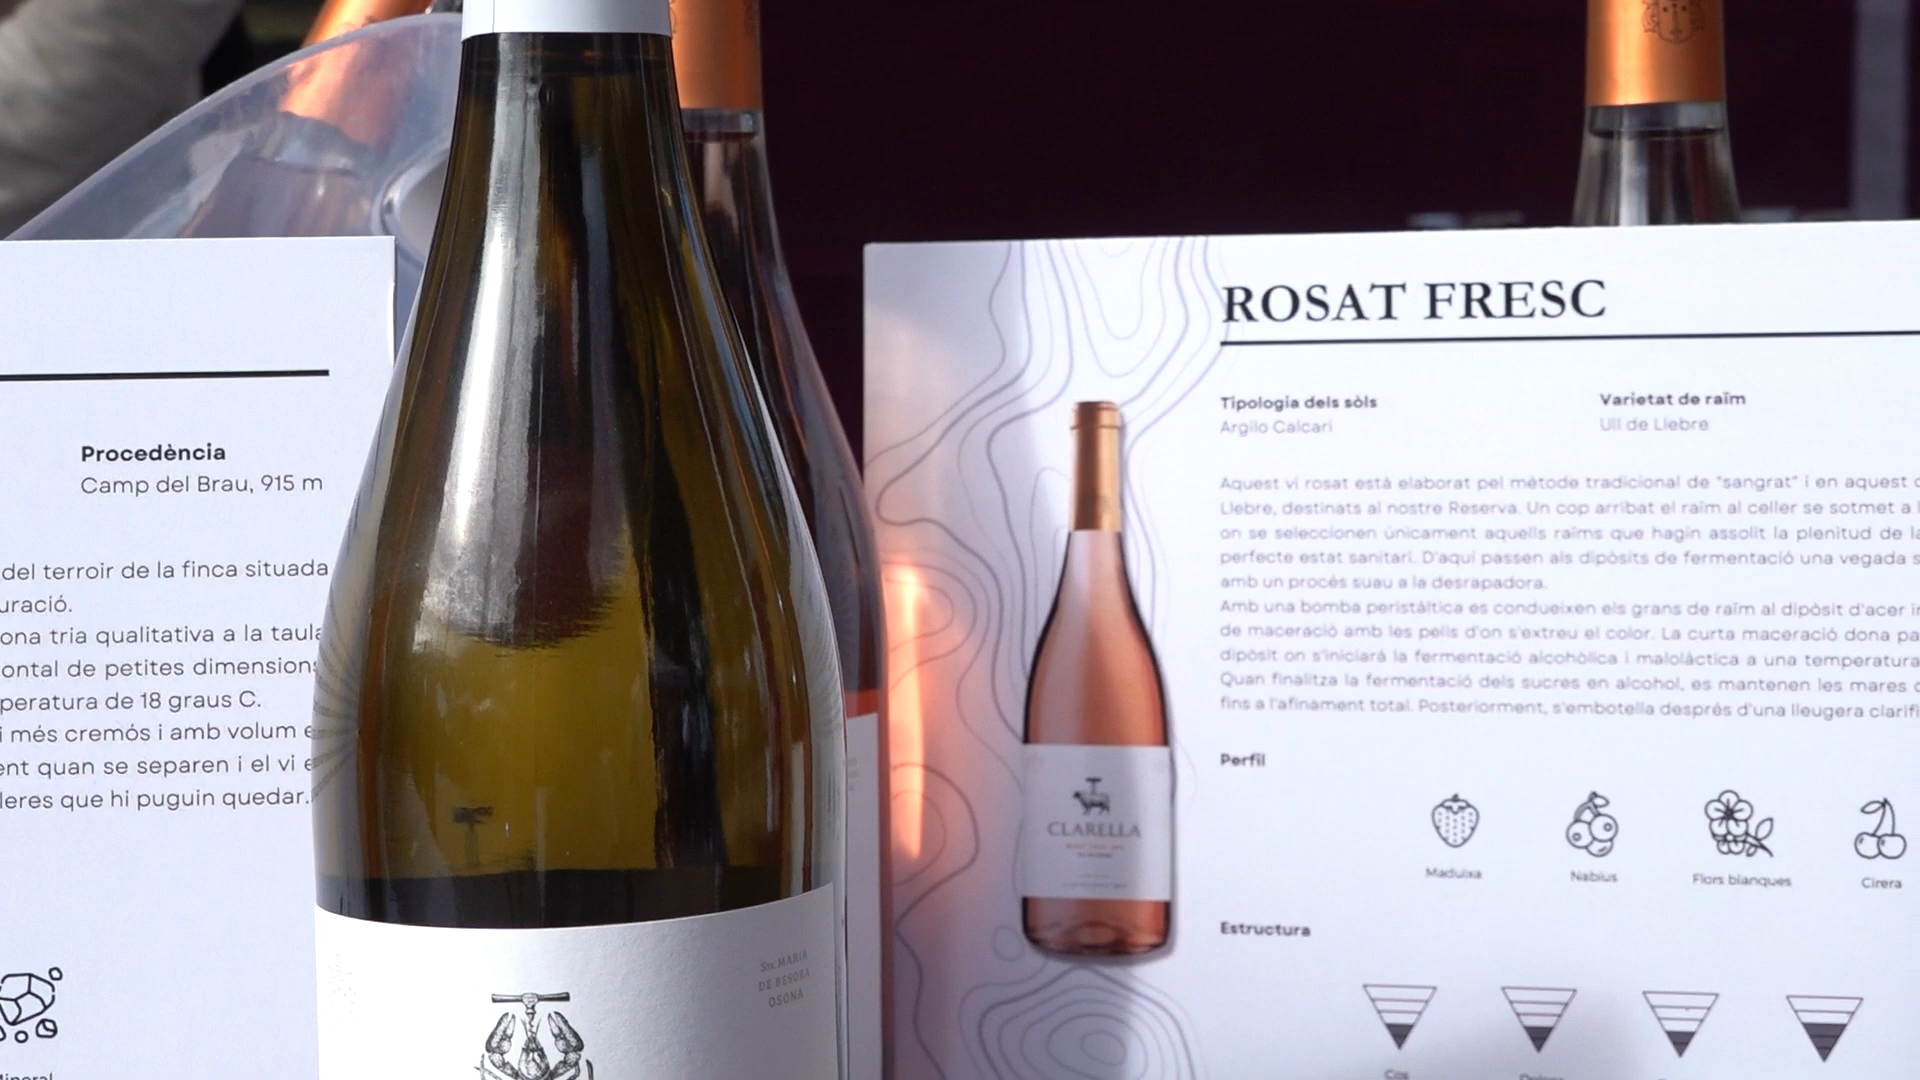 Procedència
Camp del Brau, 915 m
del terroir de la finca situada
uració.
ona tria qualitativa a la taula
ontal de petites dimensions
peratura de 18 graus C.
i més cremós i amb volum e
ent quan se separen i el vi e
leres que hi puguin quedar.
Sta. MARIA
DE BESORA
OSONA
ROSAT FRESC
Tipologia dels sòls
Argilo Calcari
Varietat de raïm
Ull de Llebre
Aquest vi rosat està elaborat pel mètode tradicional de "sangrat" i en aquest
Llebre, destinats al nostre Reserva. Un cop arribat el raïm al celler se sotmet a
on se seleccionen únicament aquells raïms que hagin assolit la plenitud de la
perfecte estat sanitari. D'aquí passen als dipòsits de fermentació una vegada
amb un procés suau a la desrapadora.
Amb una bomba peristàltica es condueixen els grans de raïm al dipòsit d'acer
de maceració amb les pells d'on s'extreu el color. La curta maceració dona
dipòsit on s'iniciarà la fermentació alcohòlica i malolàctica a una temperatura
Quan finalitza la fermentació dels sucres en alcohol, es mantenen les mares
fins a l'afinament total. Posteriorment, s'embotella després d'una lleugera clarifi
CLARELLA
Perfil
Maduixa
Nabius
Flors blanques
Cirera
Estructura
Cos